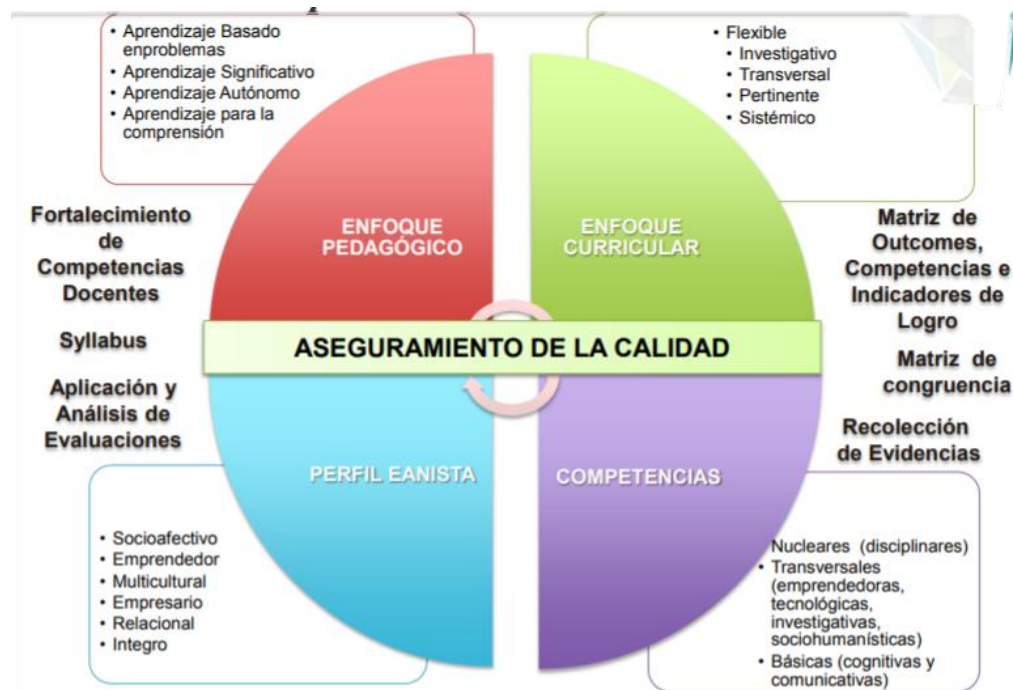 • Aprendizaje Basado
enproblemas
• Aprendizaje Significativo
• Aprendizaje Autónomo
• Aprendizaje para la
comprensión
• Flexible
• Investigativo
• Transversal
• Pertinente
• Sistémico
Fortalecimiento
de
Competencias
Docentes
Syllabus
Aplicación y
Análisis de
Evaluaciones
ENFOQUE
PEDAGÓGICO
ENFOQUE
CURRICULAR
Matriz de
Outcomes,
Competencias e
Indicadores de
Logro
Matriz de
congruencia
Recolección
de Evidencias
ASEGURAMIENTO DE LA CALIDAD
PERFIL EANISTA
COMPETENCIAS
• Socioafectivo
• Emprendedor
• Multicultural
• Empresario
• Relacional
• Integro
Nucleares (disciplinares)
• Transversales
(emprendedoras,
tecnológicas,
investigativas,
sociohumanísticas)
• Básicas (cognitivas y
comunicativas)